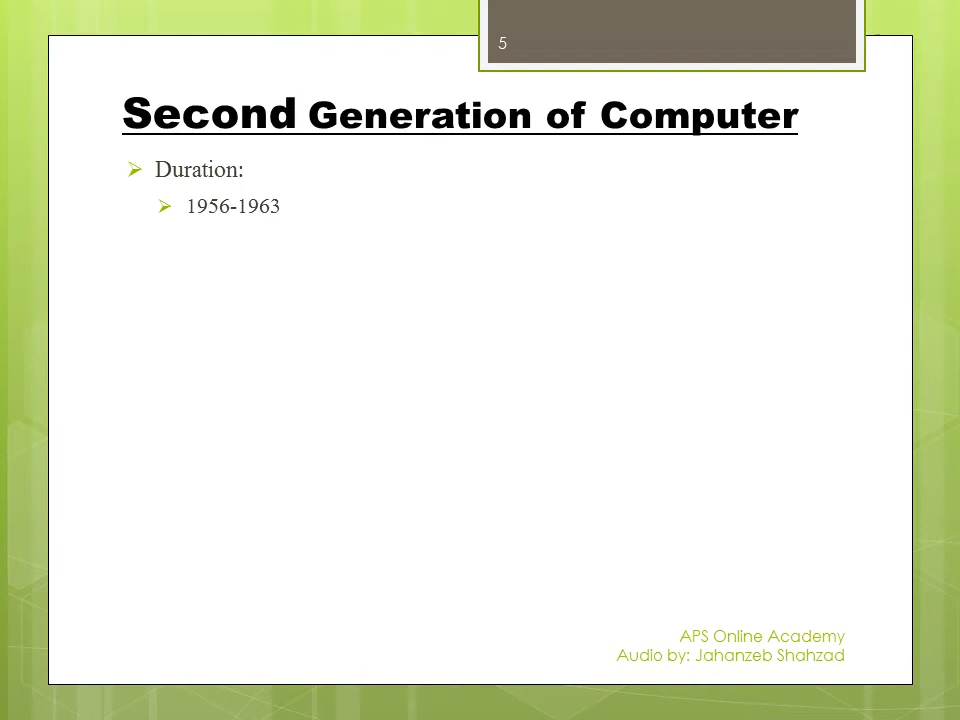 5
Second Generation of Computer
Duration:
1956-1963
APS Online Academy
Audio by: Jahanzeb Shahzad